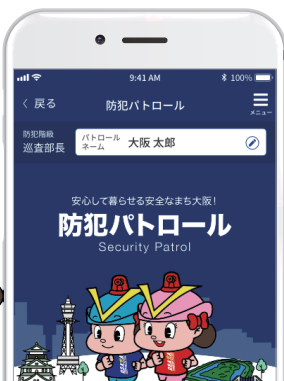 9:41 AM
100%
戻る
防犯パトロール
メニュー
防犯階級
巡査部長
パトロール
ネーム
大阪 太郎
安心して暮らせる安全なまち大阪!
防犯パトロール
Security Patrol